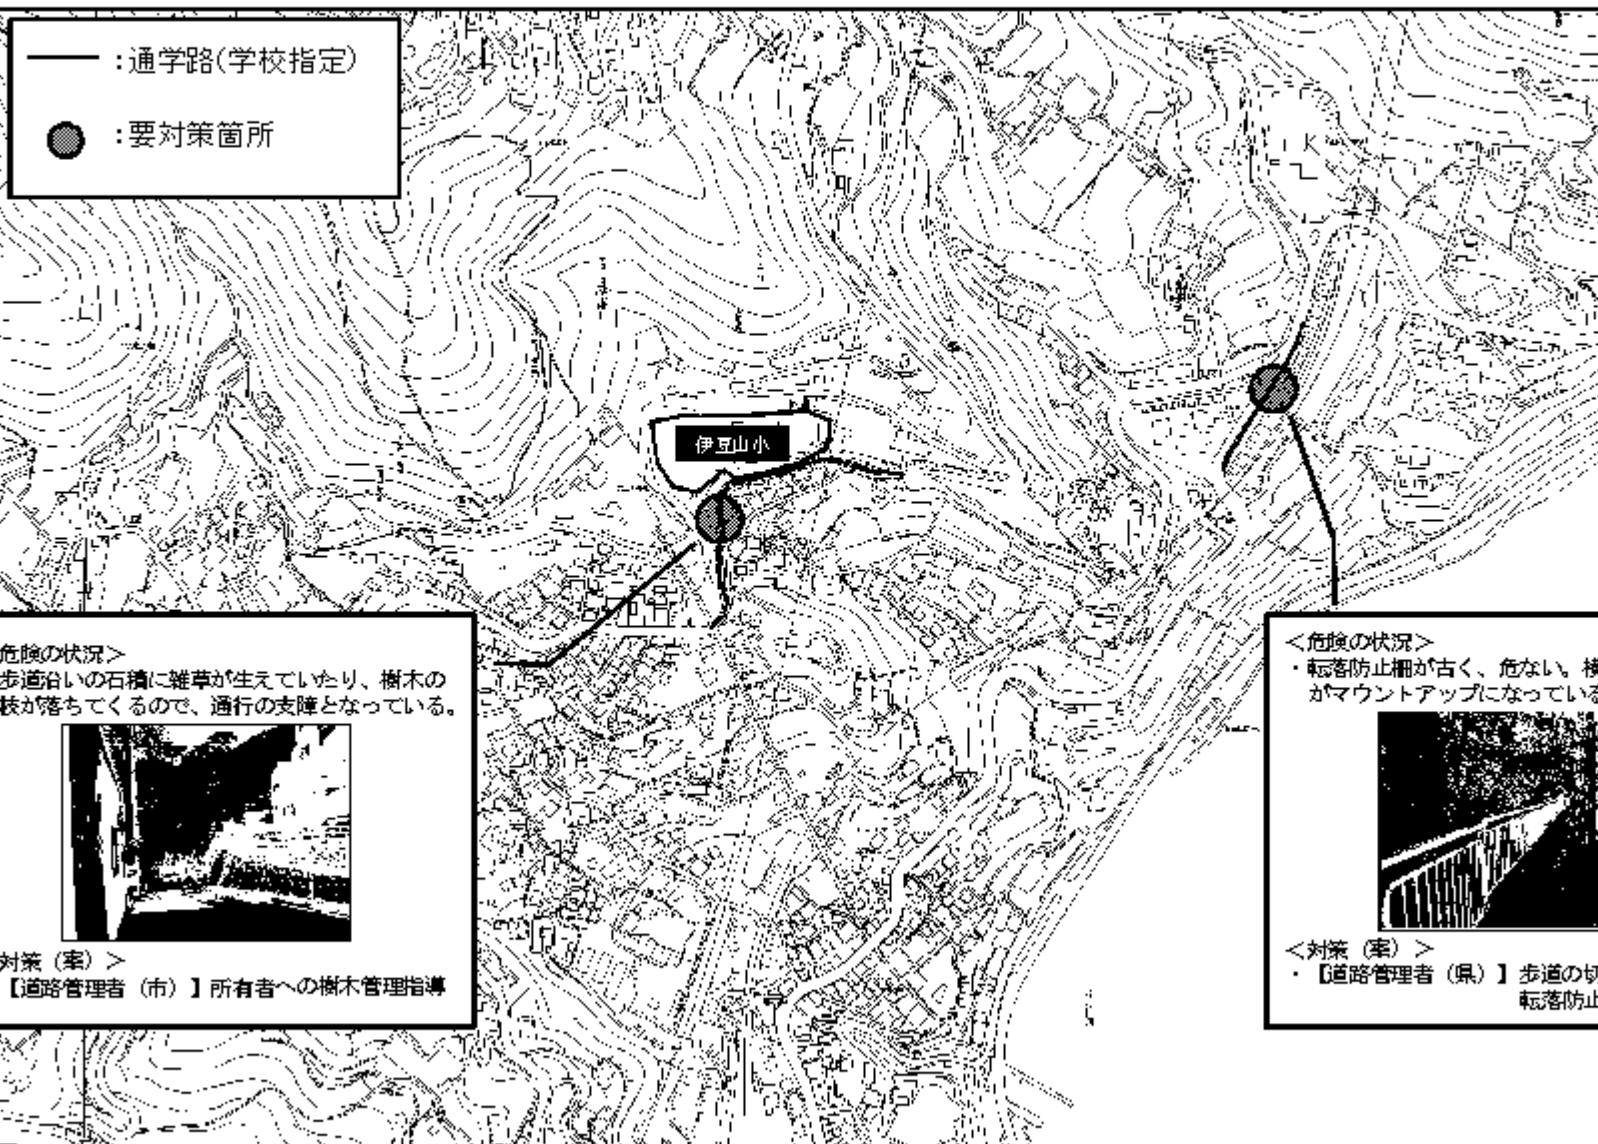 ：通学路(学校指定)
：要対策箇所
伊豆山小
危険の状況＞
歩道沿いの石積に雑草が生えていたり、樹木の
枝が落ちてくるので、通行の支障となっている。
対策（案）＞
【道路管理者（市）】所有者への樹木管理指導
＜危険の状況＞
・転落防止柵が古く、危ない。横
がマウントアップになっている
＜対策（案）＞
・【道路管理者（県）】歩道の切
転落防止